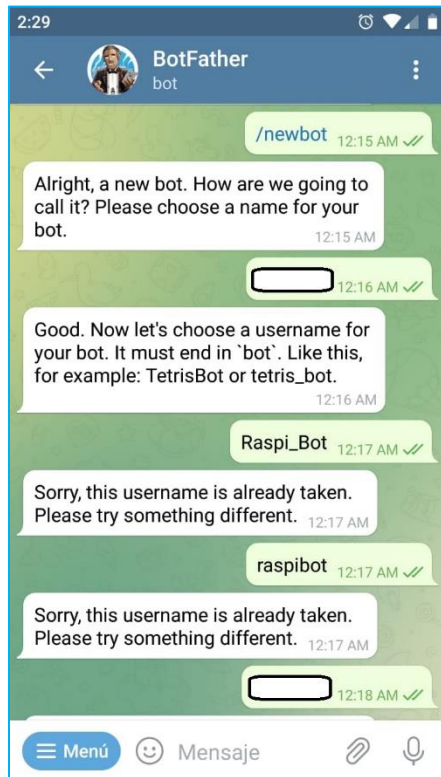 2:29
BotFather
bot
/newbot 12:15 AM
Alright, a new bot. How are we going to
call it? Please choose a name for your
bot. 12:15 AM
12:16 AM
Good. Now let's choose a username for
your bot. It must end in `bot`. Like this,
for example: TetrisBot or tetris_bot.
12:16 AM
Raspi_Bot 12:17 AM
Sorry, this username is already taken.
Please try something different. 12:17 AM
raspibot 12:17 AM
Sorry, this username is already taken.
Please try something different. 12:17 AM
12:18 AM
Menú Mensaje